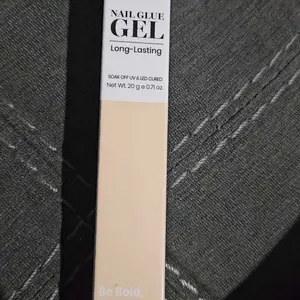 NAIL GLUE
GEL
Long-Lasting
SOAK OFF UV & LED CURED
Net Wt. 20 g e 0.71 oz.